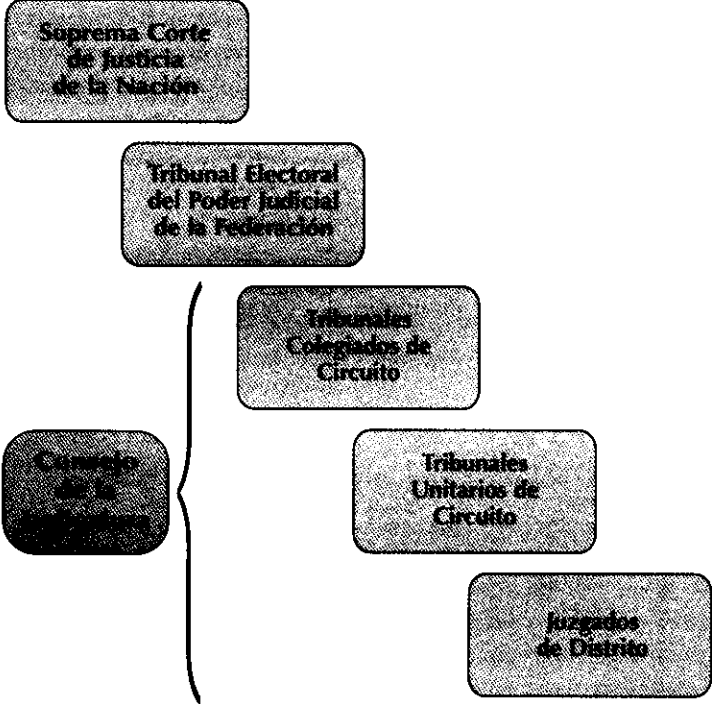 Suprema Corte
de Justicia
de la Nación
Tribunal Electoral
del Poder Judicial
de la Federación
Tribunales
Colegiados de
Circuito
Consejo
de la
Judicatura
Tribunales
Unitarios de
Circuito
Juzgados
de Distrito